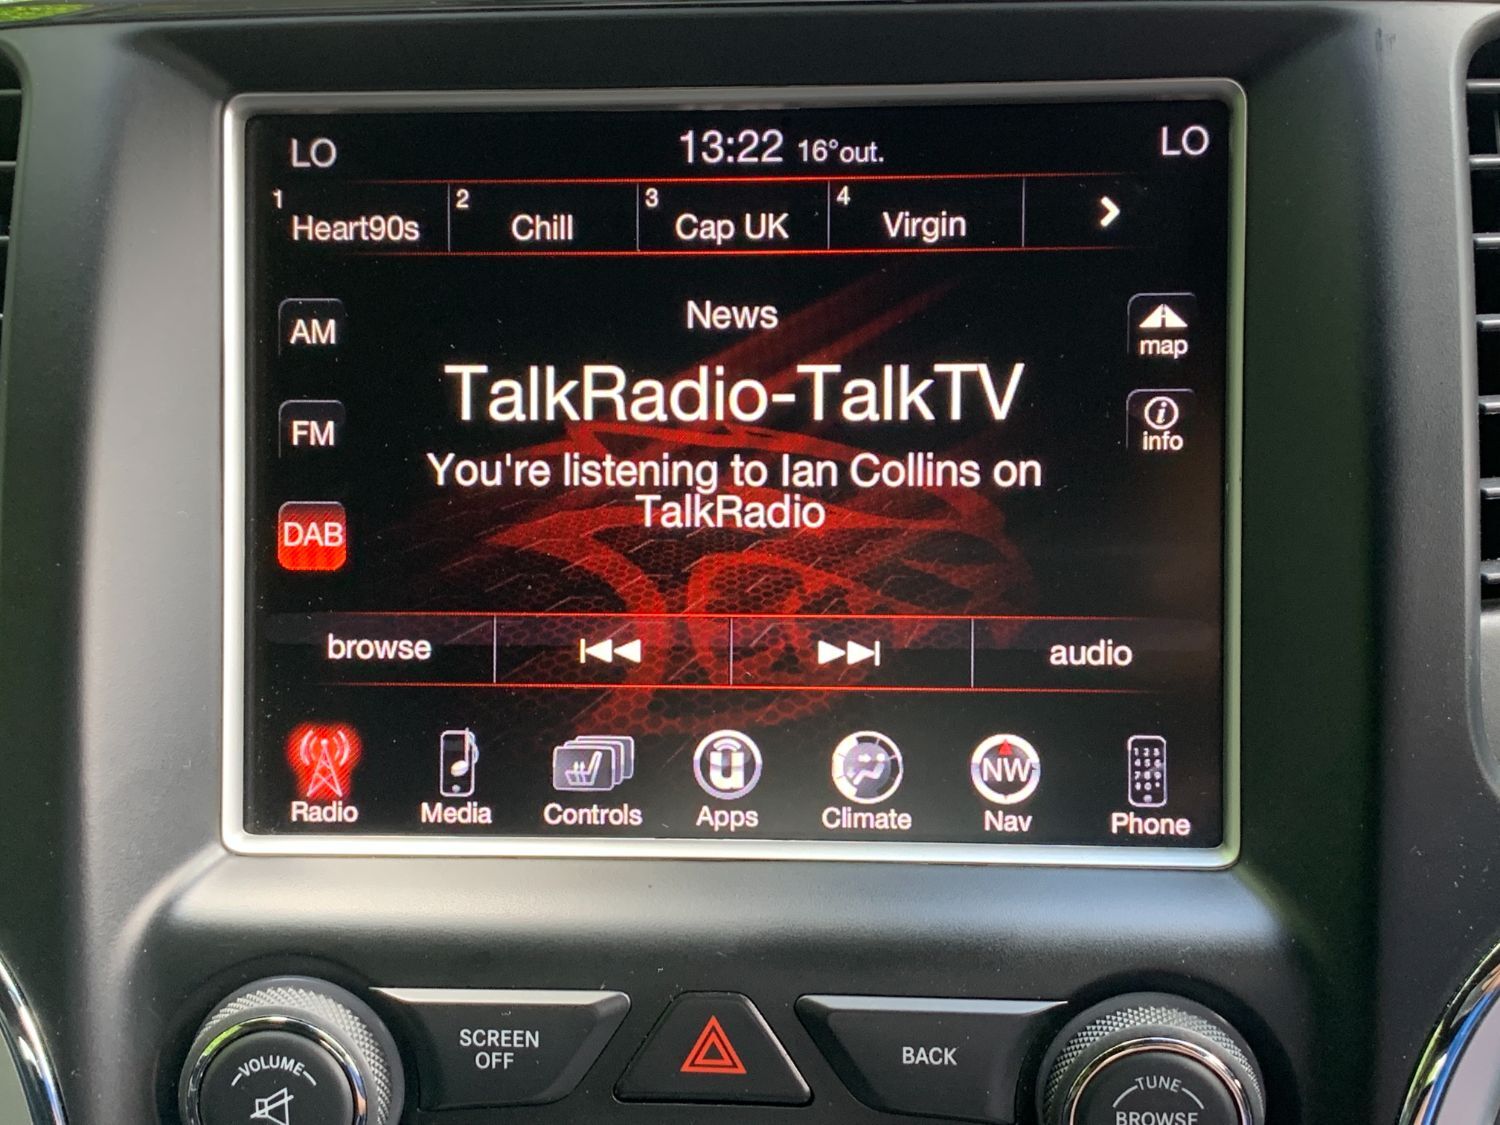 LO 13:22 16°out. LO
1 Heart90s 2 Chill 3 Cap UK 4 Virgin
News
AM
map
TalkRadio-TalkTV
FM
info
You're listening to Ian Collins on
TalkRadio
DAB
browse audio
NW
Radio Media Controls Apps Climate Nav Phone
SCREEN
OFF
BACK
VOLUME
TUNE
BROWSE